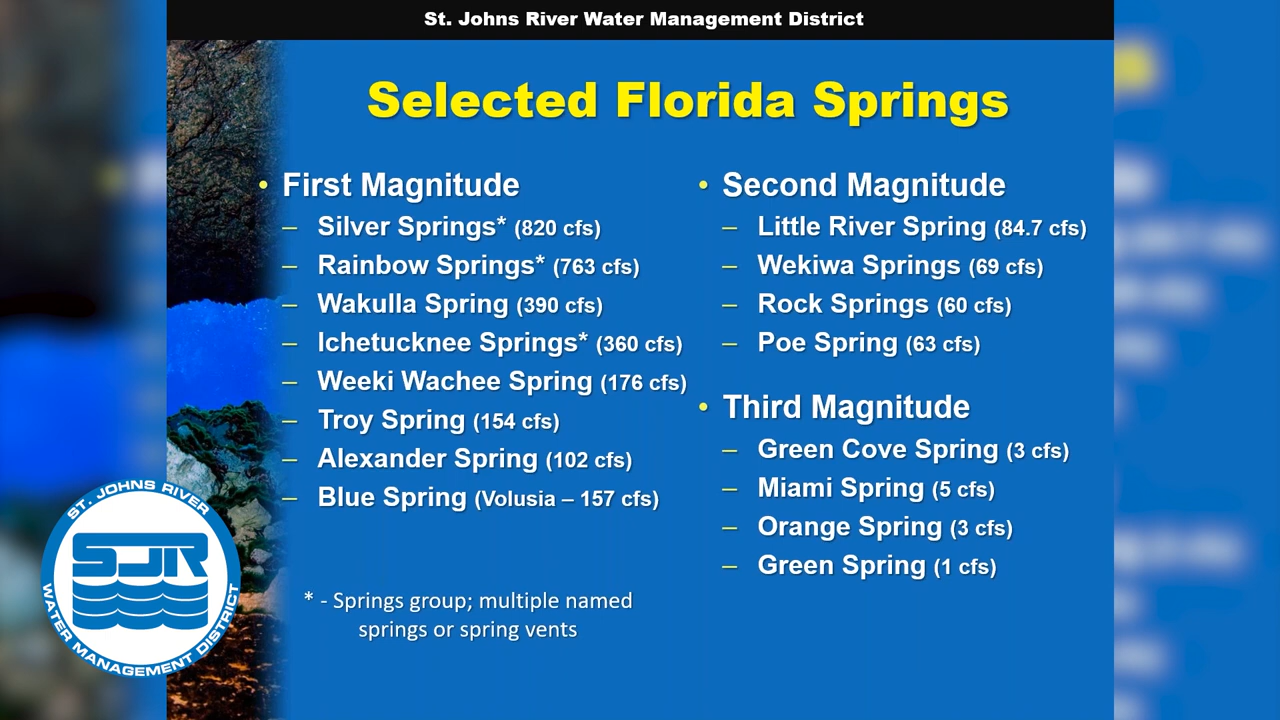 St. Johns River Water Management District
Selected Florida Springs
• First Magnitude
– Silver Springs* (820 cfs)
– Rainbow Springs* (763 cfs)
– Wakulla Spring (390 cfs)
– Ichetucknee Springs* (360 cfs)
– Weeki Wachee Spring (176 cfs)
– Troy Spring (154 cfs)
– Alexander Spring (102 cfs)
– Blue Spring (Volusia – 157 cfs)
* - Springs group; multiple named
springs or spring vents
• Second Magnitude
– Little River Spring (84.7 cfs)
– Wekiwa Springs (69 cfs)
– Rock Springs (60 cfs)
– Poe Spring (63 cfs)
• Third Magnitude
– Green Cove Spring (3 cfs)
– Miami Spring (5 cfs)
– Orange Spring (3 cfs)
– Green Spring (1 cfs)
ST. JOHNS RIVER
SJR
WATER MANAGEMENT DISTRICT